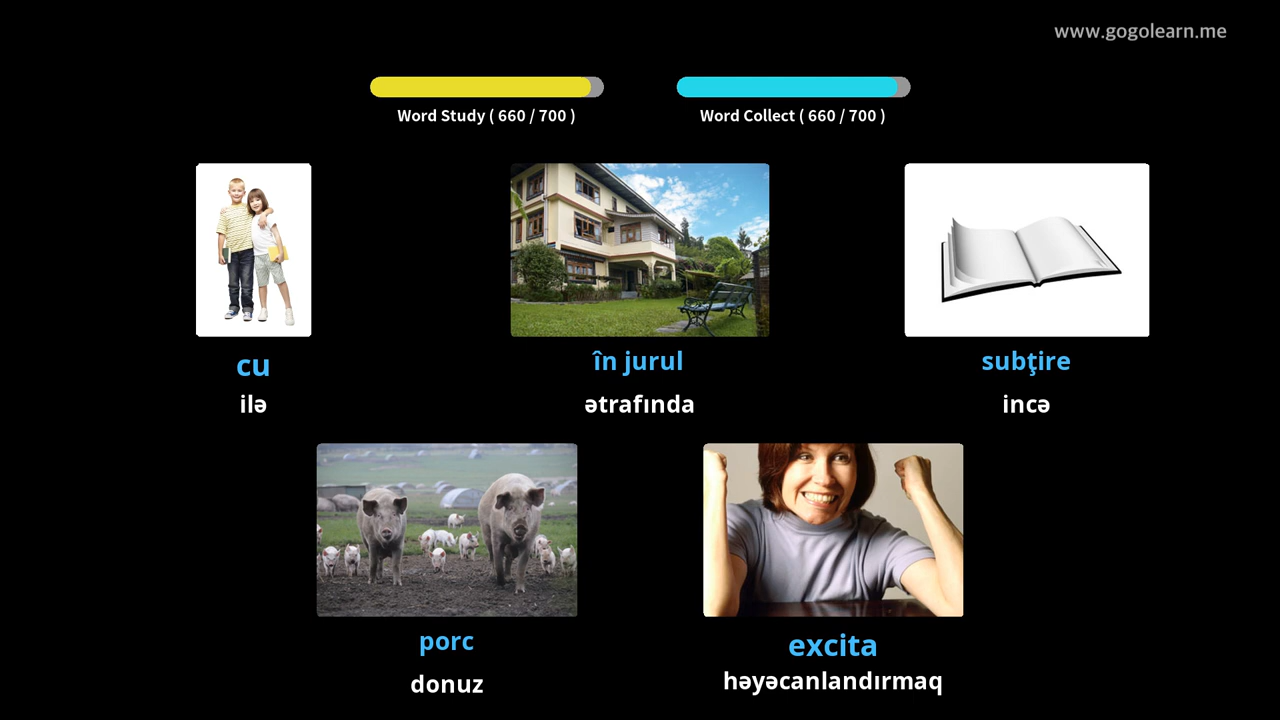 www.gogolearn.me
Word Study ( 660 / 700 )
Word Collect ( 660 / 700 )
cu
ilə
în jurul
ətrafında
subţire
incə
porc
donuz
excita
həyəcanlandırmaq